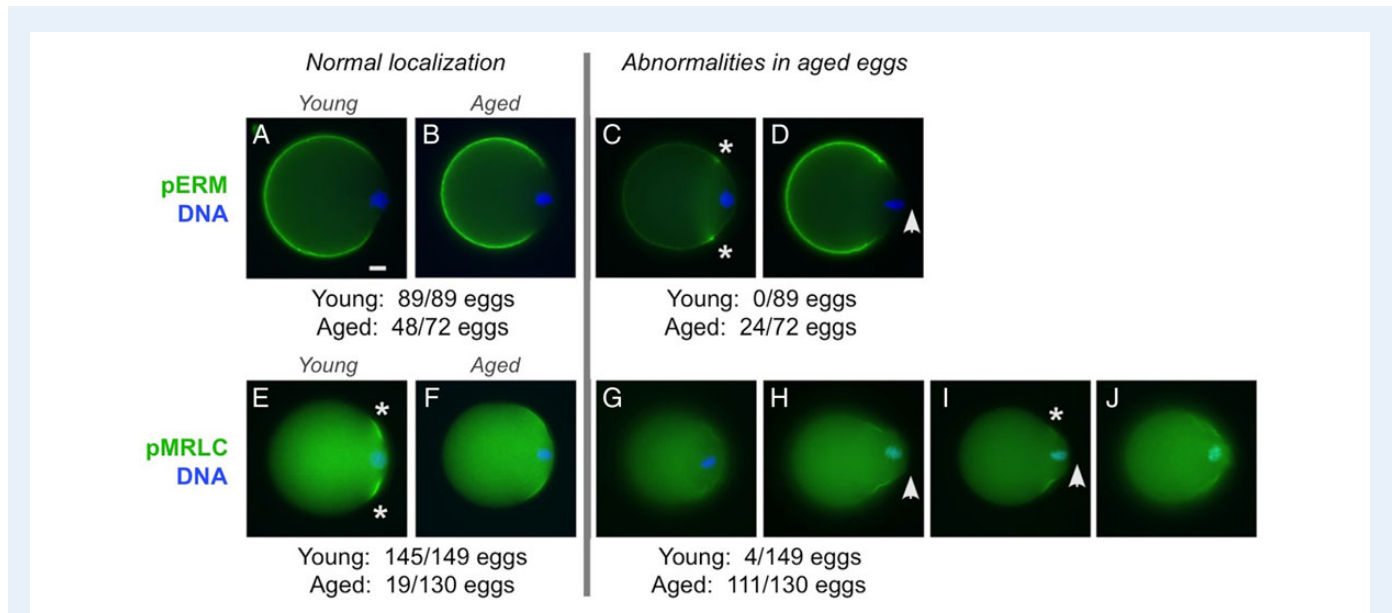 Normal localization
Abnormalities in aged eggs
Young
Aged
A
B
C
*
*
D
pERM
DNA
Young: 89/89 eggs
Aged: 48/72 eggs
Young: 0/89 eggs
Aged: 24/72 eggs
Young
Aged
E
*
*
F
G
H
I
*
J
pMRLC
DNA
Young: 145/149 eggs
Aged: 19/130 eggs
Young: 4/149 eggs
Aged: 111/130 eggs